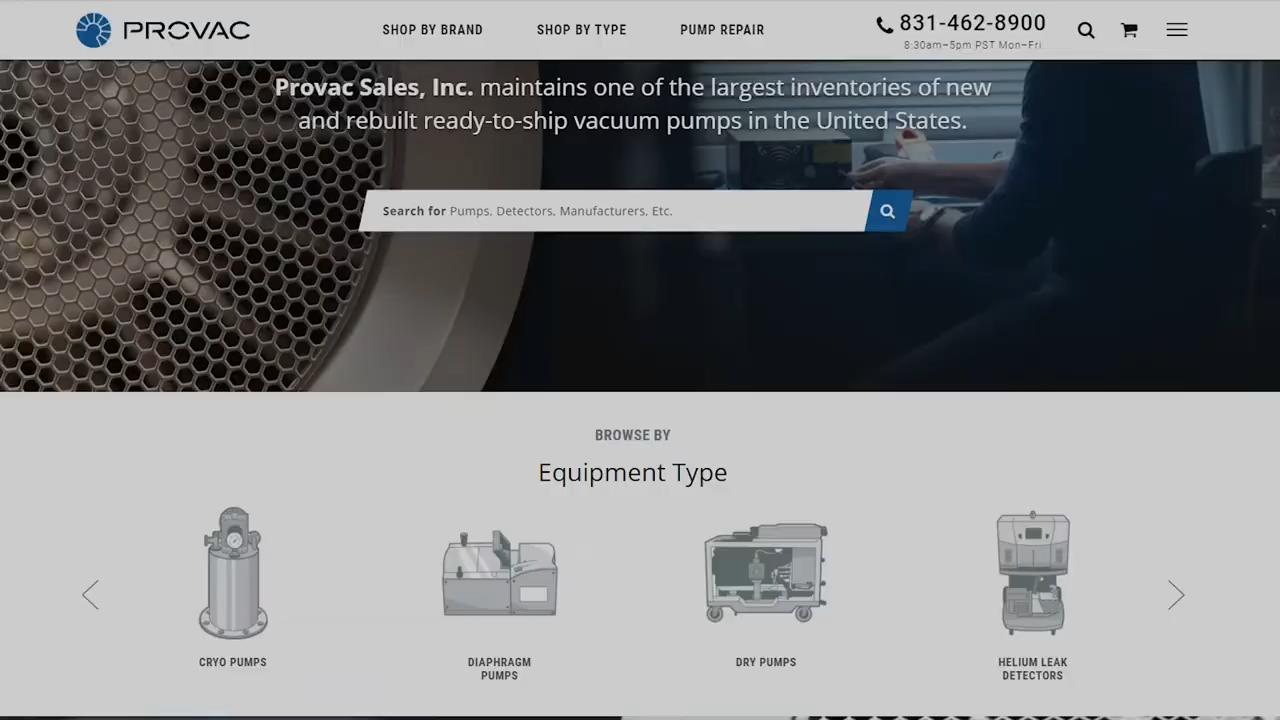 PROVAC
SHOP BY BRAND
SHOP BY TYPE
PUMP REPAIR
831-462-8900
8:30am–5pm PST Mon–Fri
Provac Sales, Inc. maintains one of the largest inventories of new
and rebuilt ready-to-ship vacuum pumps in the United States.
Search for Pumps, Detectors, Manufacturers, Etc.
BROWSE BY
Equipment Type
CRYO PUMPS
DIAPHRAGM
PUMPS
DRY PUMPS
HELIUM LEAK
DETECTORS